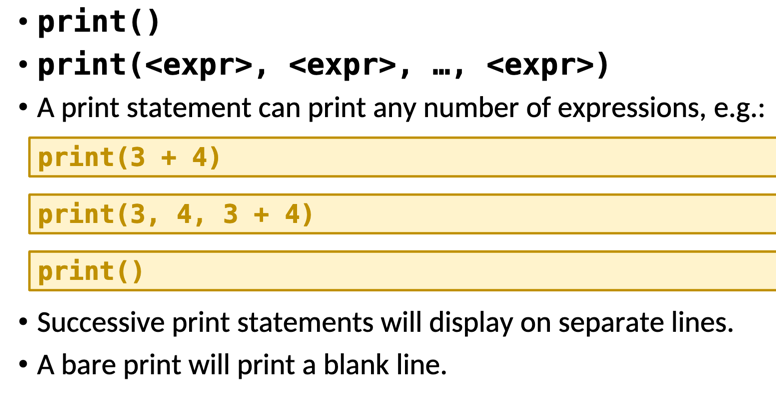 • print()
• print(<expr>, <expr>, …, <expr>)
• A print statement can print any number of expressions, e.g.:
print(3 + 4)
print(3, 4, 3 + 4)
print()
• Successive print statements will display on separate lines.
• A bare print will print a blank line.